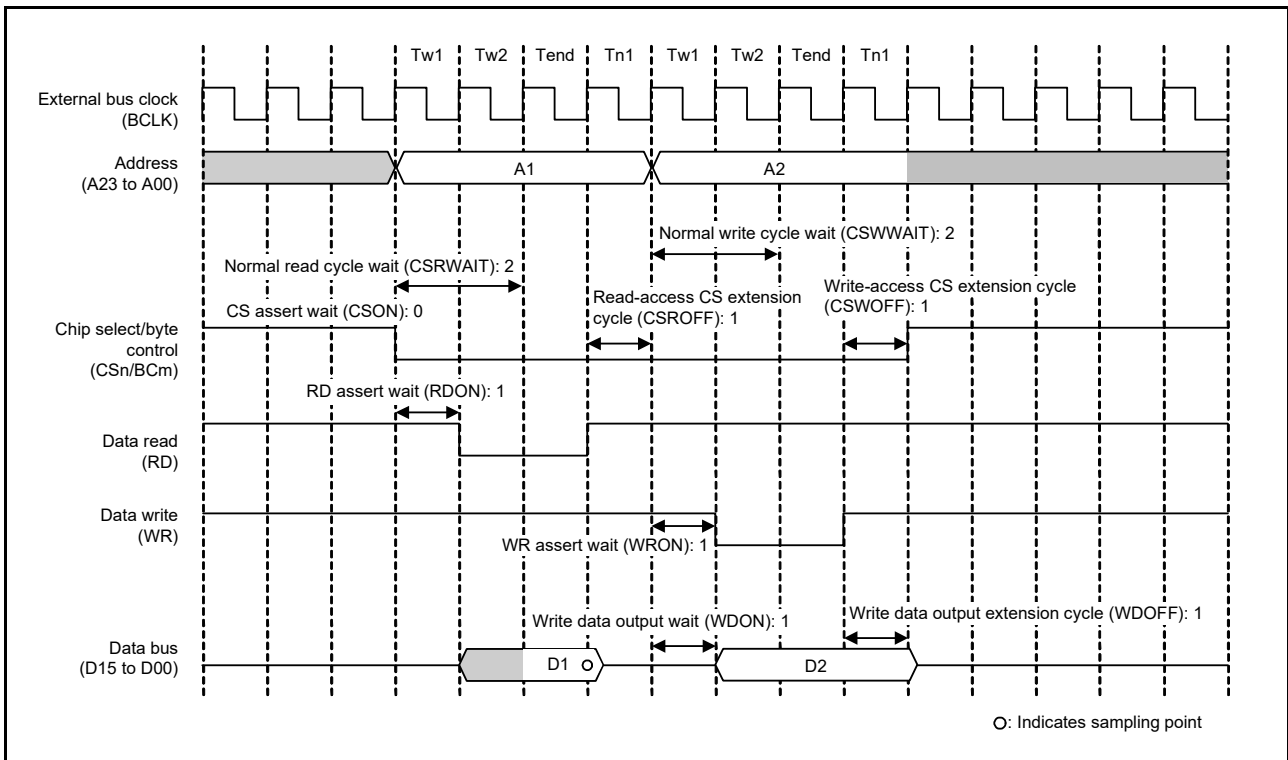 Tw1 Tw2 Tend Tn1 Tw1 Tw2 Tend Tn1
External bus clock
(BCLK)
Address
(A23 to A00)
A1
A2
Normal write cycle wait (CSWWAIT): 2
Normal read cycle wait (CSRWAIT): 2
Read-access CS extension
cycle (CSROFF): 1
Write-access CS extension cycle
(CSWOFF): 1
CS assert wait (CSON): 0
Chip select/byte
control
(CSn/BCm)
RD assert wait (RDON): 1
Data read
(RD)
Data write
(WR)
WR assert wait (WRON): 1
Write data output wait (WDON): 1
Write data output extension cycle (WDOFF): 1
Data bus
(D15 to D00)
D1
D2
O: Indicates sampling point